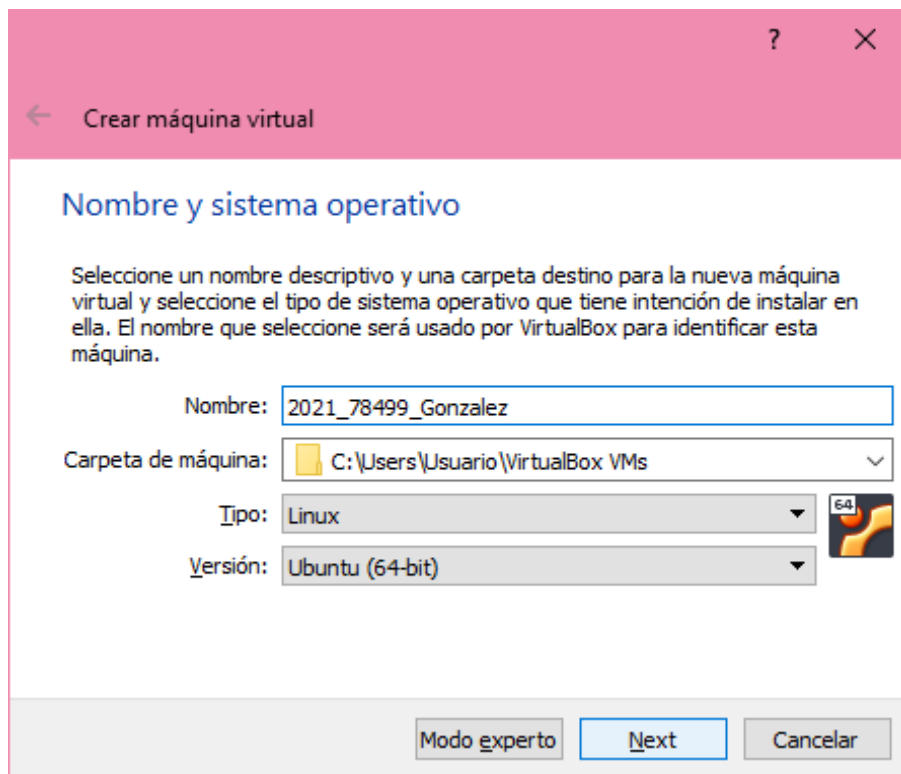 ?
Crear máquina virtual
Nombre y sistema operativo
Seleccione un nombre descriptivo y una carpeta destino para la nueva máquina
virtual y seleccione el tipo de sistema operativo que tiene intención de instalar en
ella. El nombre que seleccione será usado por VirtualBox para identificar esta
máquina.
Nombre: 2021_78499_Gonzalez
Carpeta de máquina: C:\Users\Usuario\VirtualBox VMs
Tipo: Linux
64
Versión: Ubuntu (64-bit)
Modo experto Next Cancelar